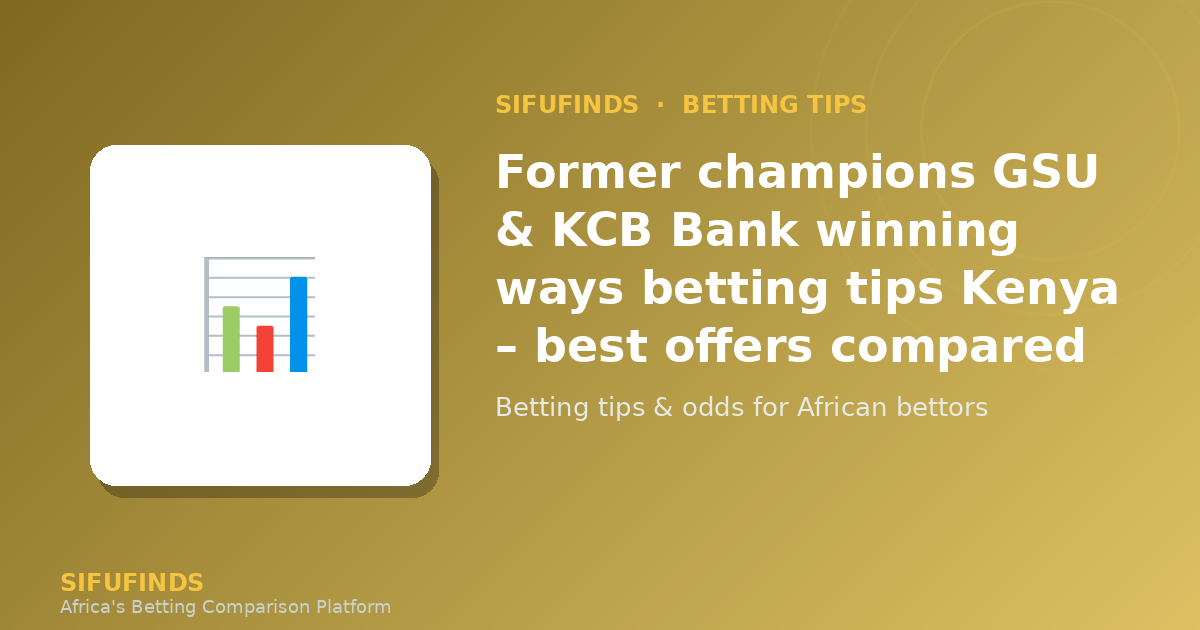 SIFUFINDS · BETTING TIPS
Former champions GSU
& KCB Bank winning
ways betting tips Kenya
– best offers compared
Betting tips & odds for African bettors
SIFUFINDS
Africa's Betting Comparison Platform